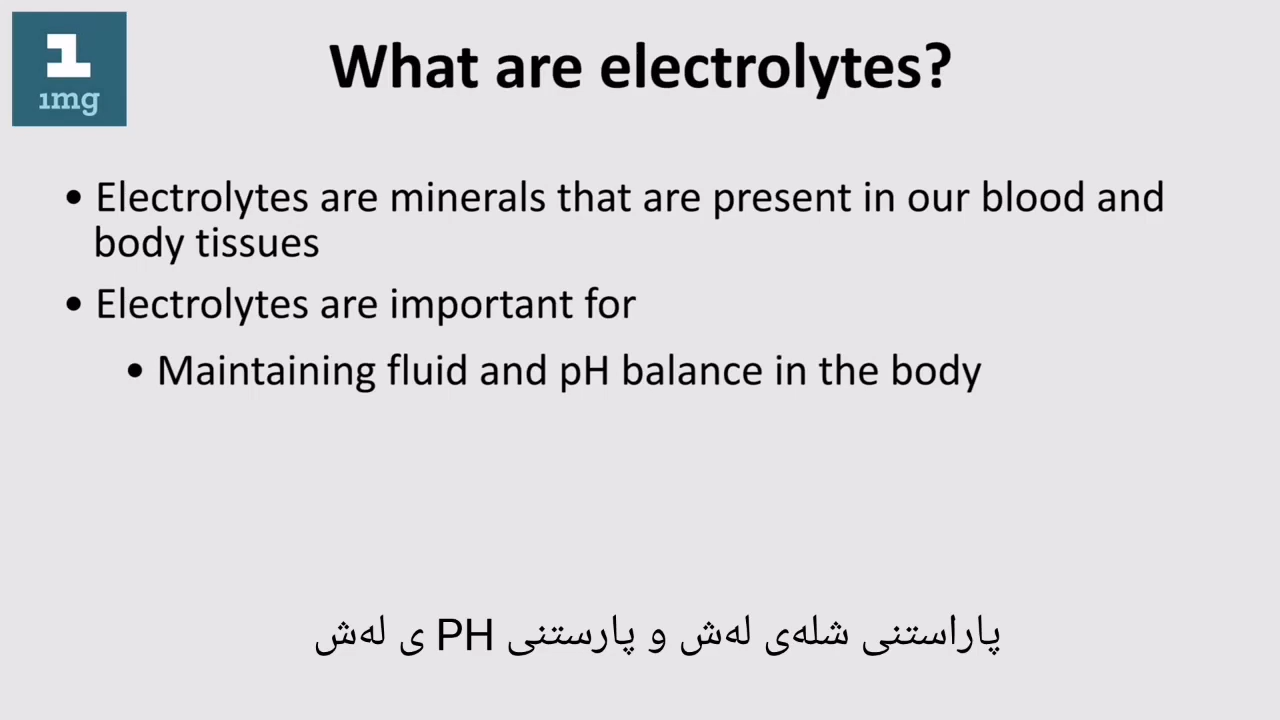 1
1mg
What are electrolytes?
• Electrolytes are minerals that are present in our blood and
body tissues
• Electrolytes are important for
• Maintaining fluid and pH balance in the body
پاراستنی شلەی لەش و پارستنی PH ی لەش